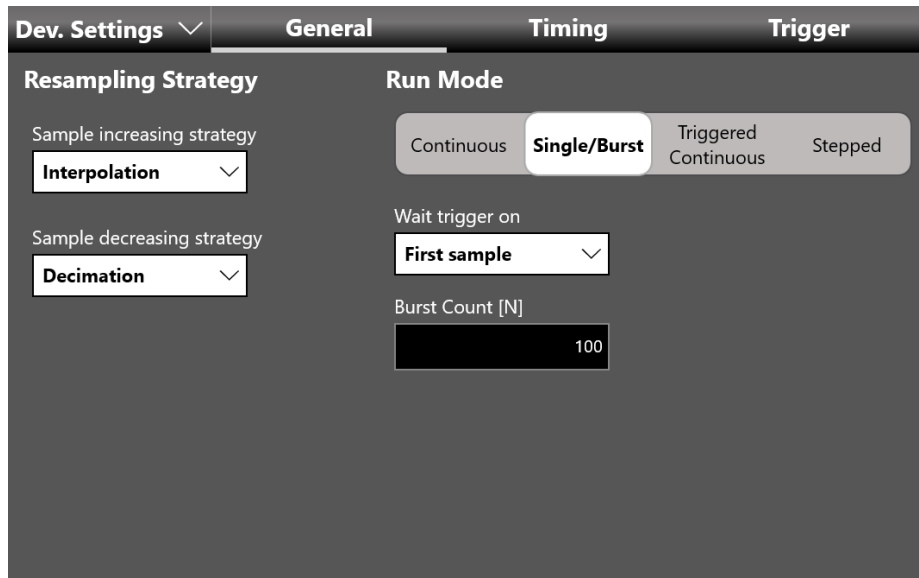 Dev. Settings
General
Timing
Trigger
Resampling Strategy
Sample increasing strategy
Interpolation
Sample decreasing strategy
Decimation
Run Mode
Continuous
Single/Burst
Triggered
Continuous
Stepped
Wait trigger on
First sample
Burst Count [N]
100